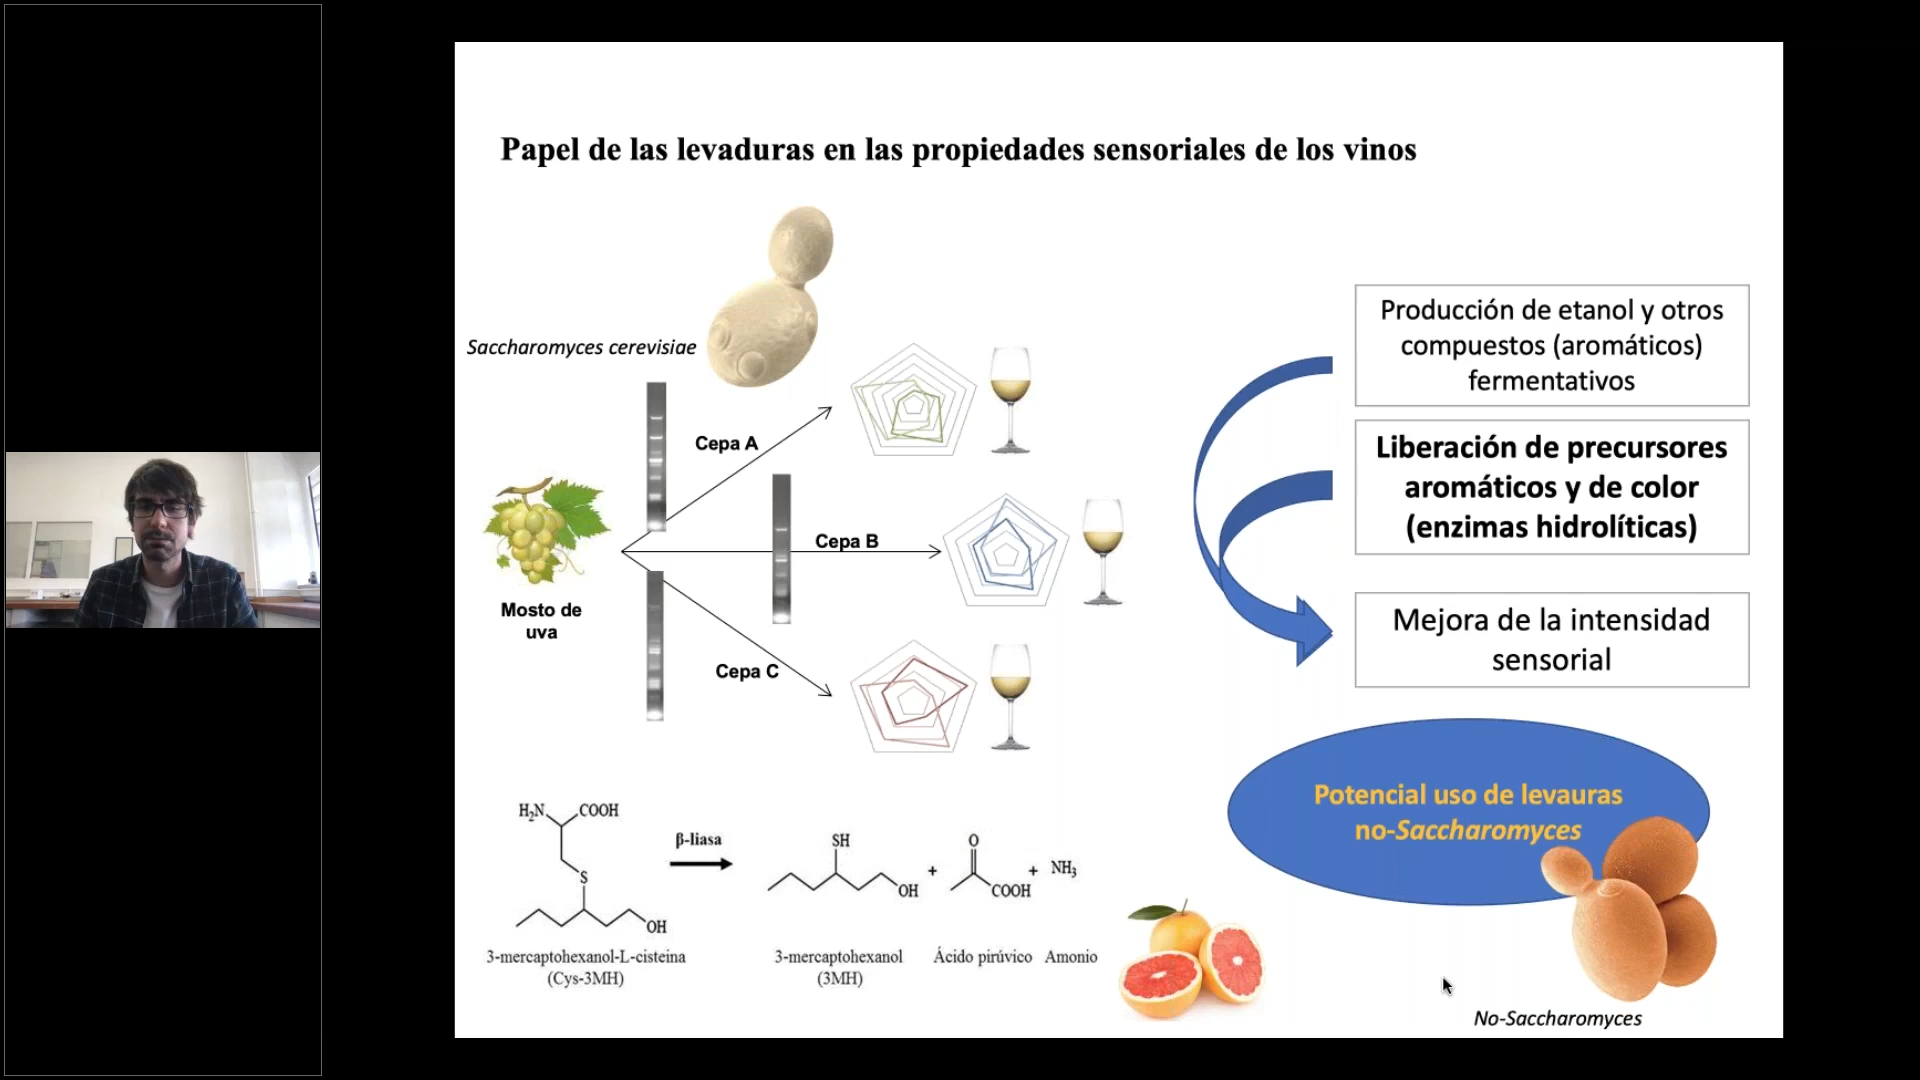 Papel de las levaduras en las propiedades sensoriales de los vinos
Saccharomyces cerevisiae
Cepa A
Cepa B
Cepa C
Mosto de
uva
Producción de etanol y otros
compuestos (aromáticos)
fermentativos
Liberación de precursores
aromáticos y de color
(enzimas hidrolíticas)
Mejora de la intensidad
sensorial
Potencial uso de levauras
no-Saccharomyces
No-Saccharomyces
H₂N
COOH
S
OH
β-liasa
SH
OH
+
O
COOH
+
NH₃
3-mercaptohexanol-L-cisteína
(Cys-3MH)
3-mercaptohexanol
(3MH)
Ácido pirúvico
Amonio